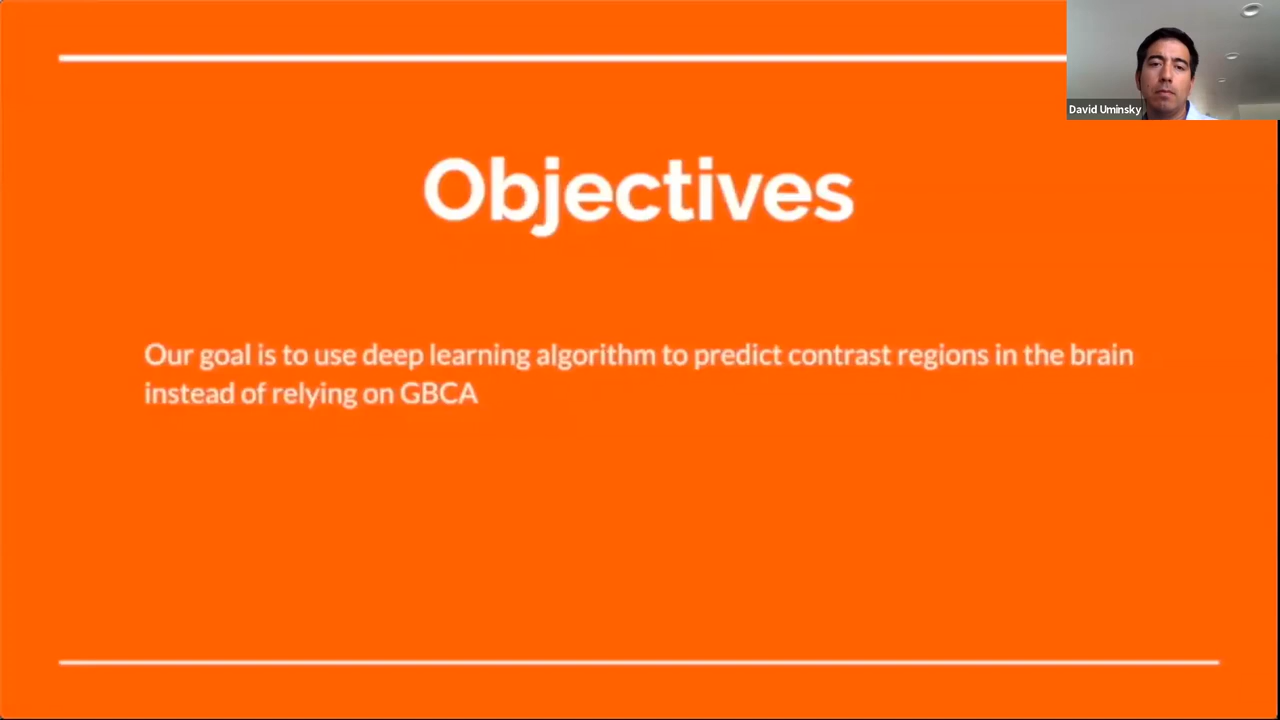 David Uminsky
Objectives
Our goal is to use deep learning algorithm to predict contrast regions in the brain
instead of relying on GBCA